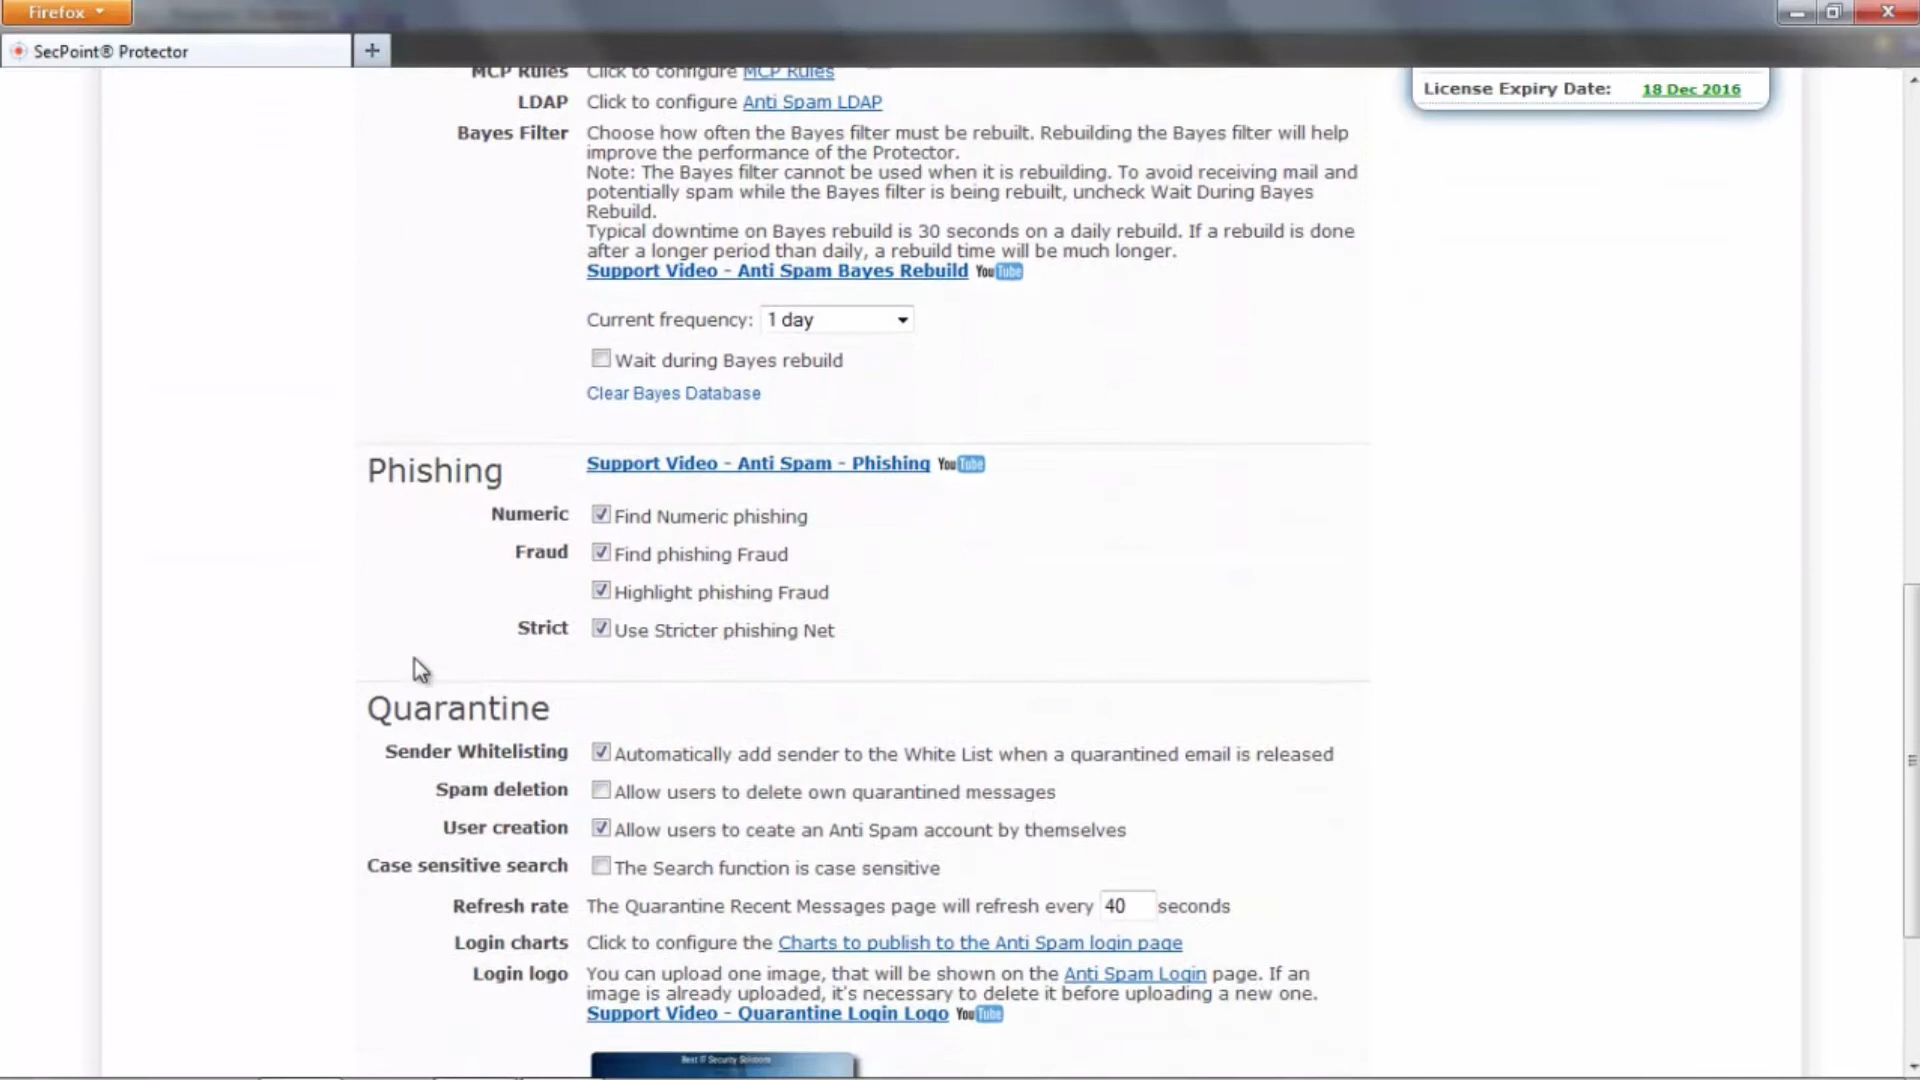 Firefox
SecPoint® Protector
MCP Rules Click to configure MCP Rules
License Expiry Date: 18 Dec 2016
LDAP Click to configure Anti Spam LDAP
Bayes Filter Choose how often the Bayes filter must be rebuilt. Rebuilding the Bayes filter will help
improve the performance of the Protector.
Note: The Bayes filter cannot be used when it is rebuilding. To avoid receiving mail and
potentially spam while the Bayes filter is being rebuilt, uncheck Wait During Bayes
Rebuild.
Typical downtime on Bayes rebuild is 30 seconds on a daily rebuild. If a rebuild is done
after a longer period than daily, a rebuild time will be much longer.
Support Video - Anti Spam Bayes Rebuild YouTube
Current frequency: 1 day
Wait during Bayes rebuild
Clear Bayes Database
Phishing Support Video - Anti Spam - Phishing YouTube
Numeric Find Numeric phishing
Fraud Find phishing Fraud
Highlight phishing Fraud
Strict Use Stricter phishing Net
Quarantine
Sender Whitelisting Automatically add sender to the White List when a quarantined email is released
Spam deletion Allow users to delete own quarantined messages
User creation Allow users to ceate an Anti Spam account by themselves
Case sensitive search The Search function is case sensitive
Refresh rate The Quarantine Recent Messages page will refresh every 40 seconds
Login charts Click to configure the Charts to publish to the Anti Spam login page
Login logo You can upload one image, that will be shown on the Anti Spam Login page. If an
image is already uploaded, it's necessary to delete it before uploading a new one.
Support Video - Quarantine Login Logo YouTube
Best IT Security Solutions